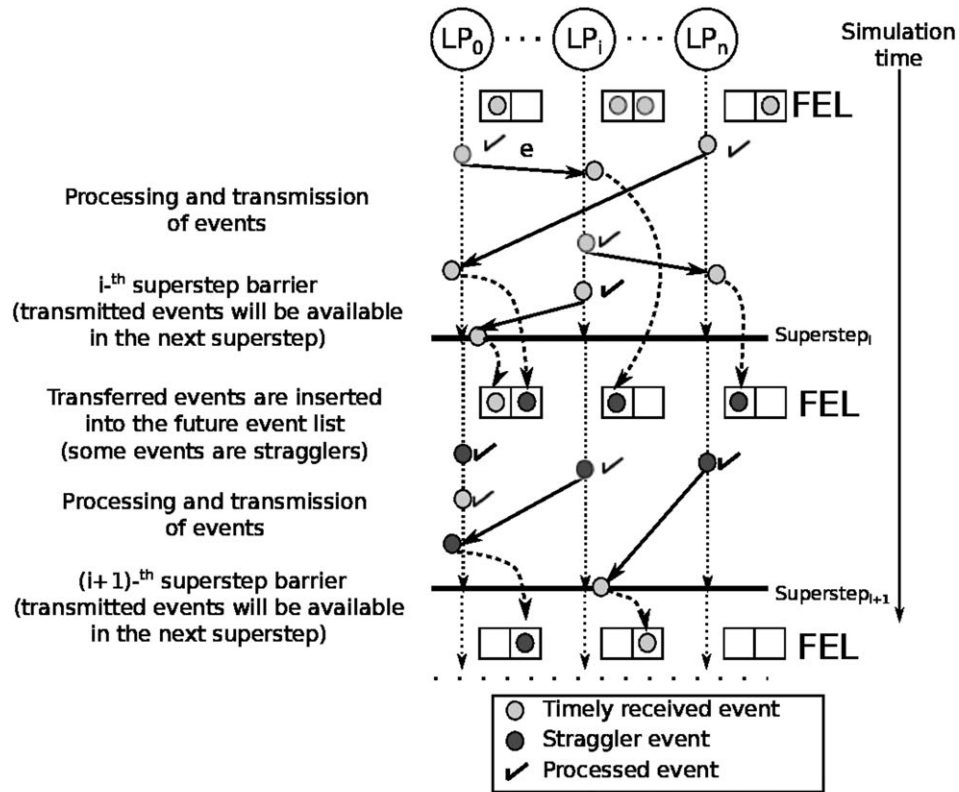 LP0 · · · LPi · · · LPn
Simulation
time
FEL
e
Processing and transmission
of events
i-th superstep barrier
(transmitted events will be available
in the next superstep)
Superstepi
Transferred events are inserted
into the future event list
(some events are stragglers)
FEL
Processing and transmission
of events
(i+1)-th superstep barrier
(transmitted events will be available
in the next superstep)
Superstepi+1
FEL
Timely received event
Straggler event
Processed event